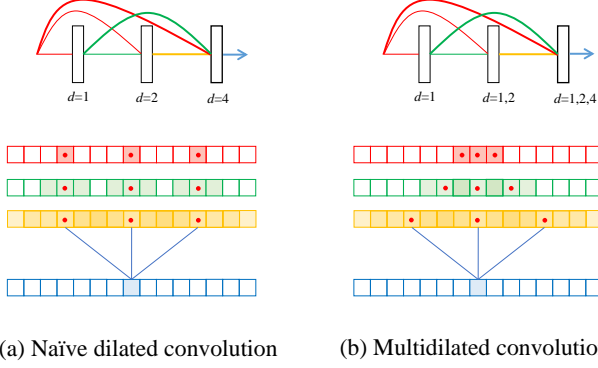 d=1 d=2 d=4
d=1 d=1,2 d=1,2,4
(a) Naïve dilated convolution
(b) Multidilated convolutio